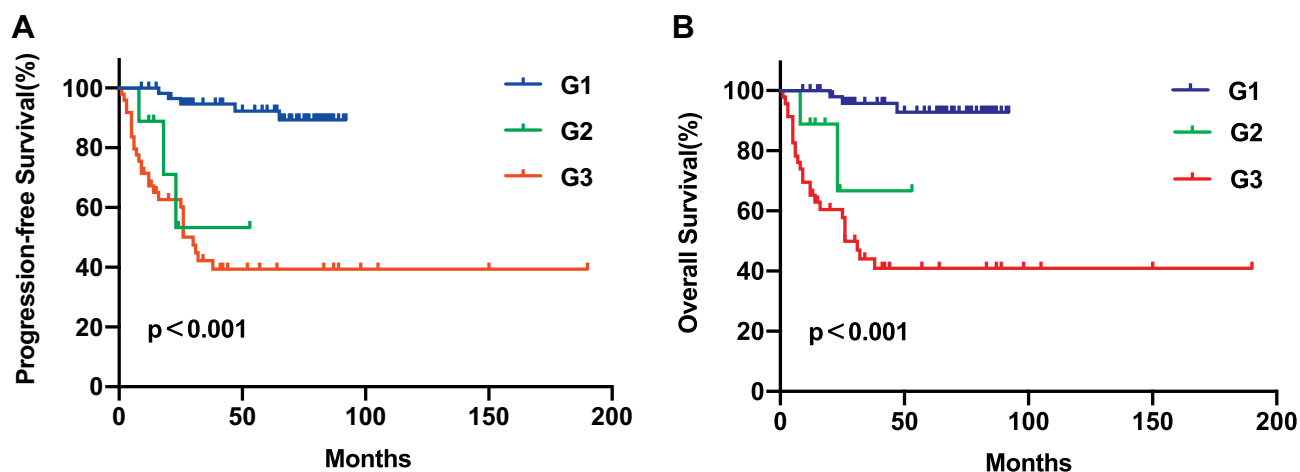 A
Progression-free Survival(%)
100
80
60
40
20
0
0 50 100 150 200
Months
G1
G2
G3
p<0.001
B
Overall Survival(%)
100
80
60
40
20
0
0 50 100 150 200
Months
G1
G2
G3
p<0.001